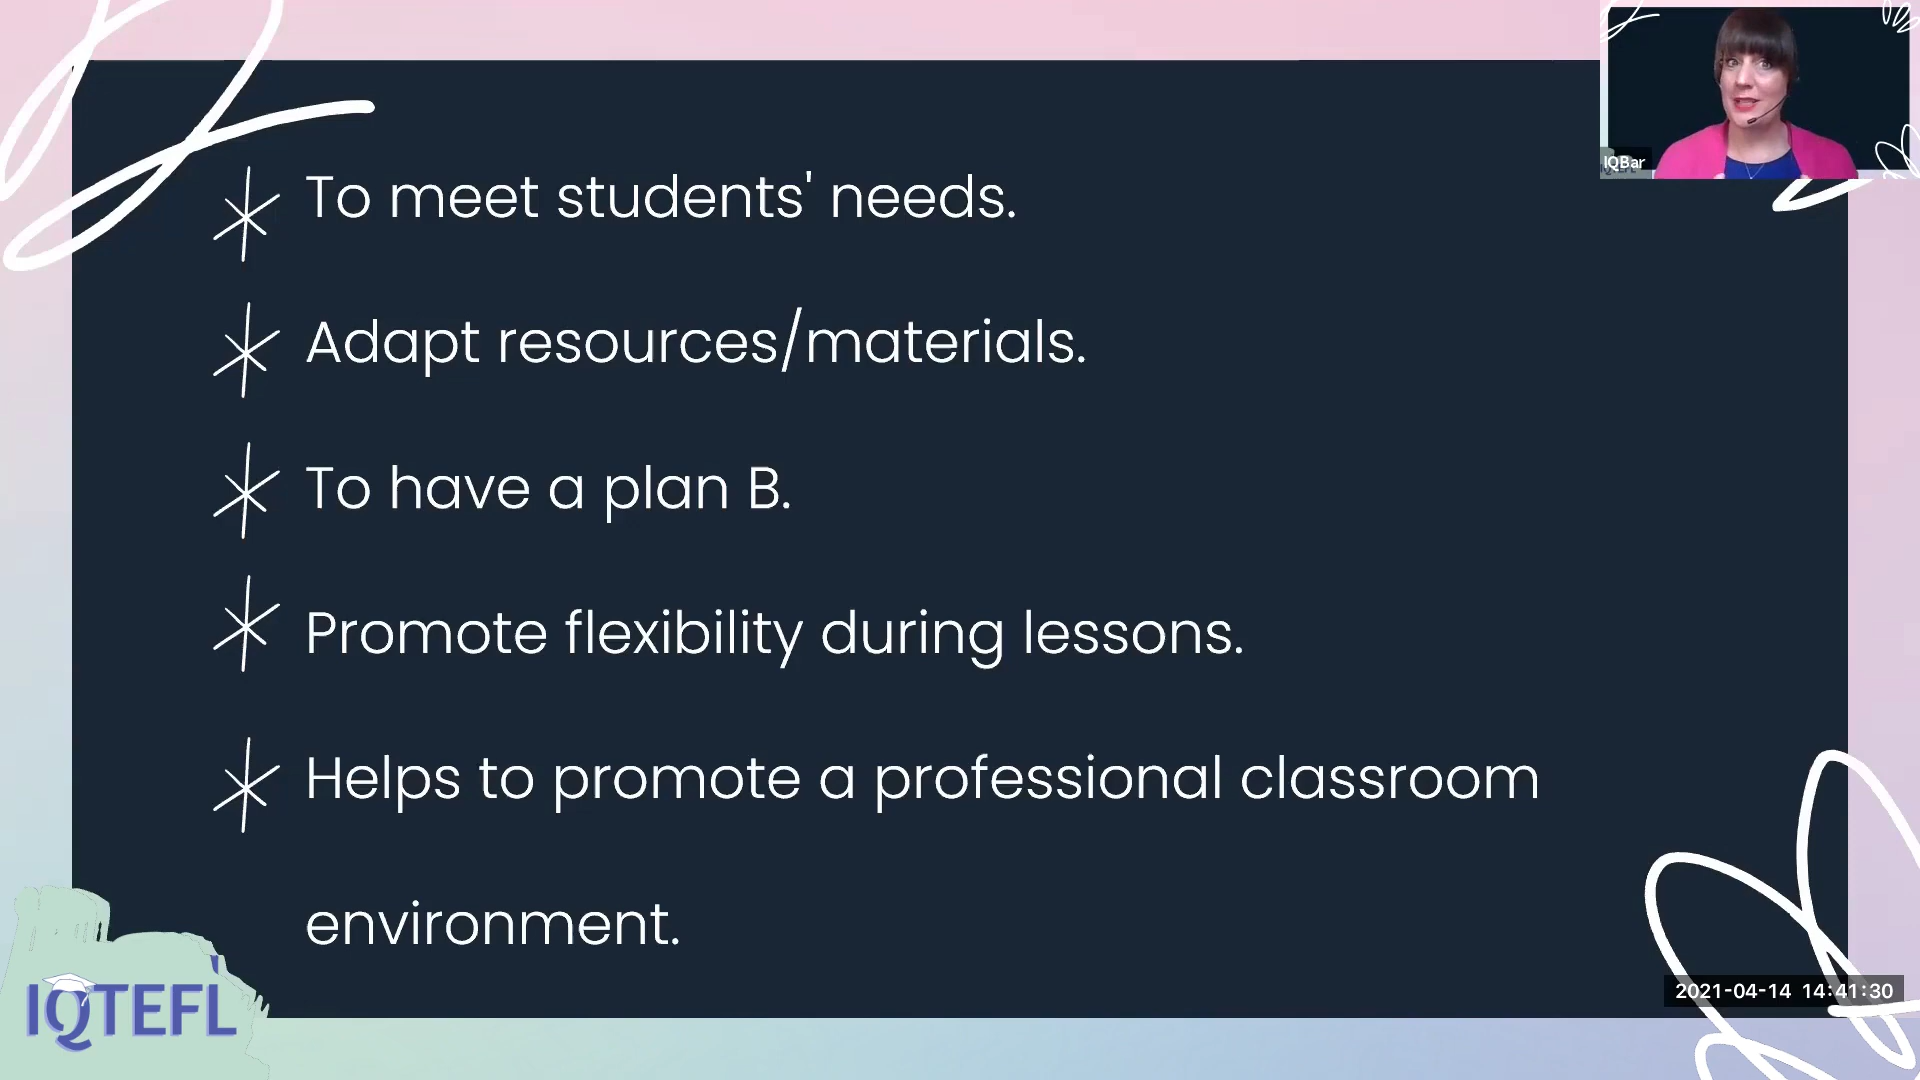 IQBar
To meet students' needs.
Adapt resources/materials.
To have a plan B.
Promote flexibility during lessons.
Helps to promote a professional classroom
environment.
IQTEFL
2021-04-14 14:41:30